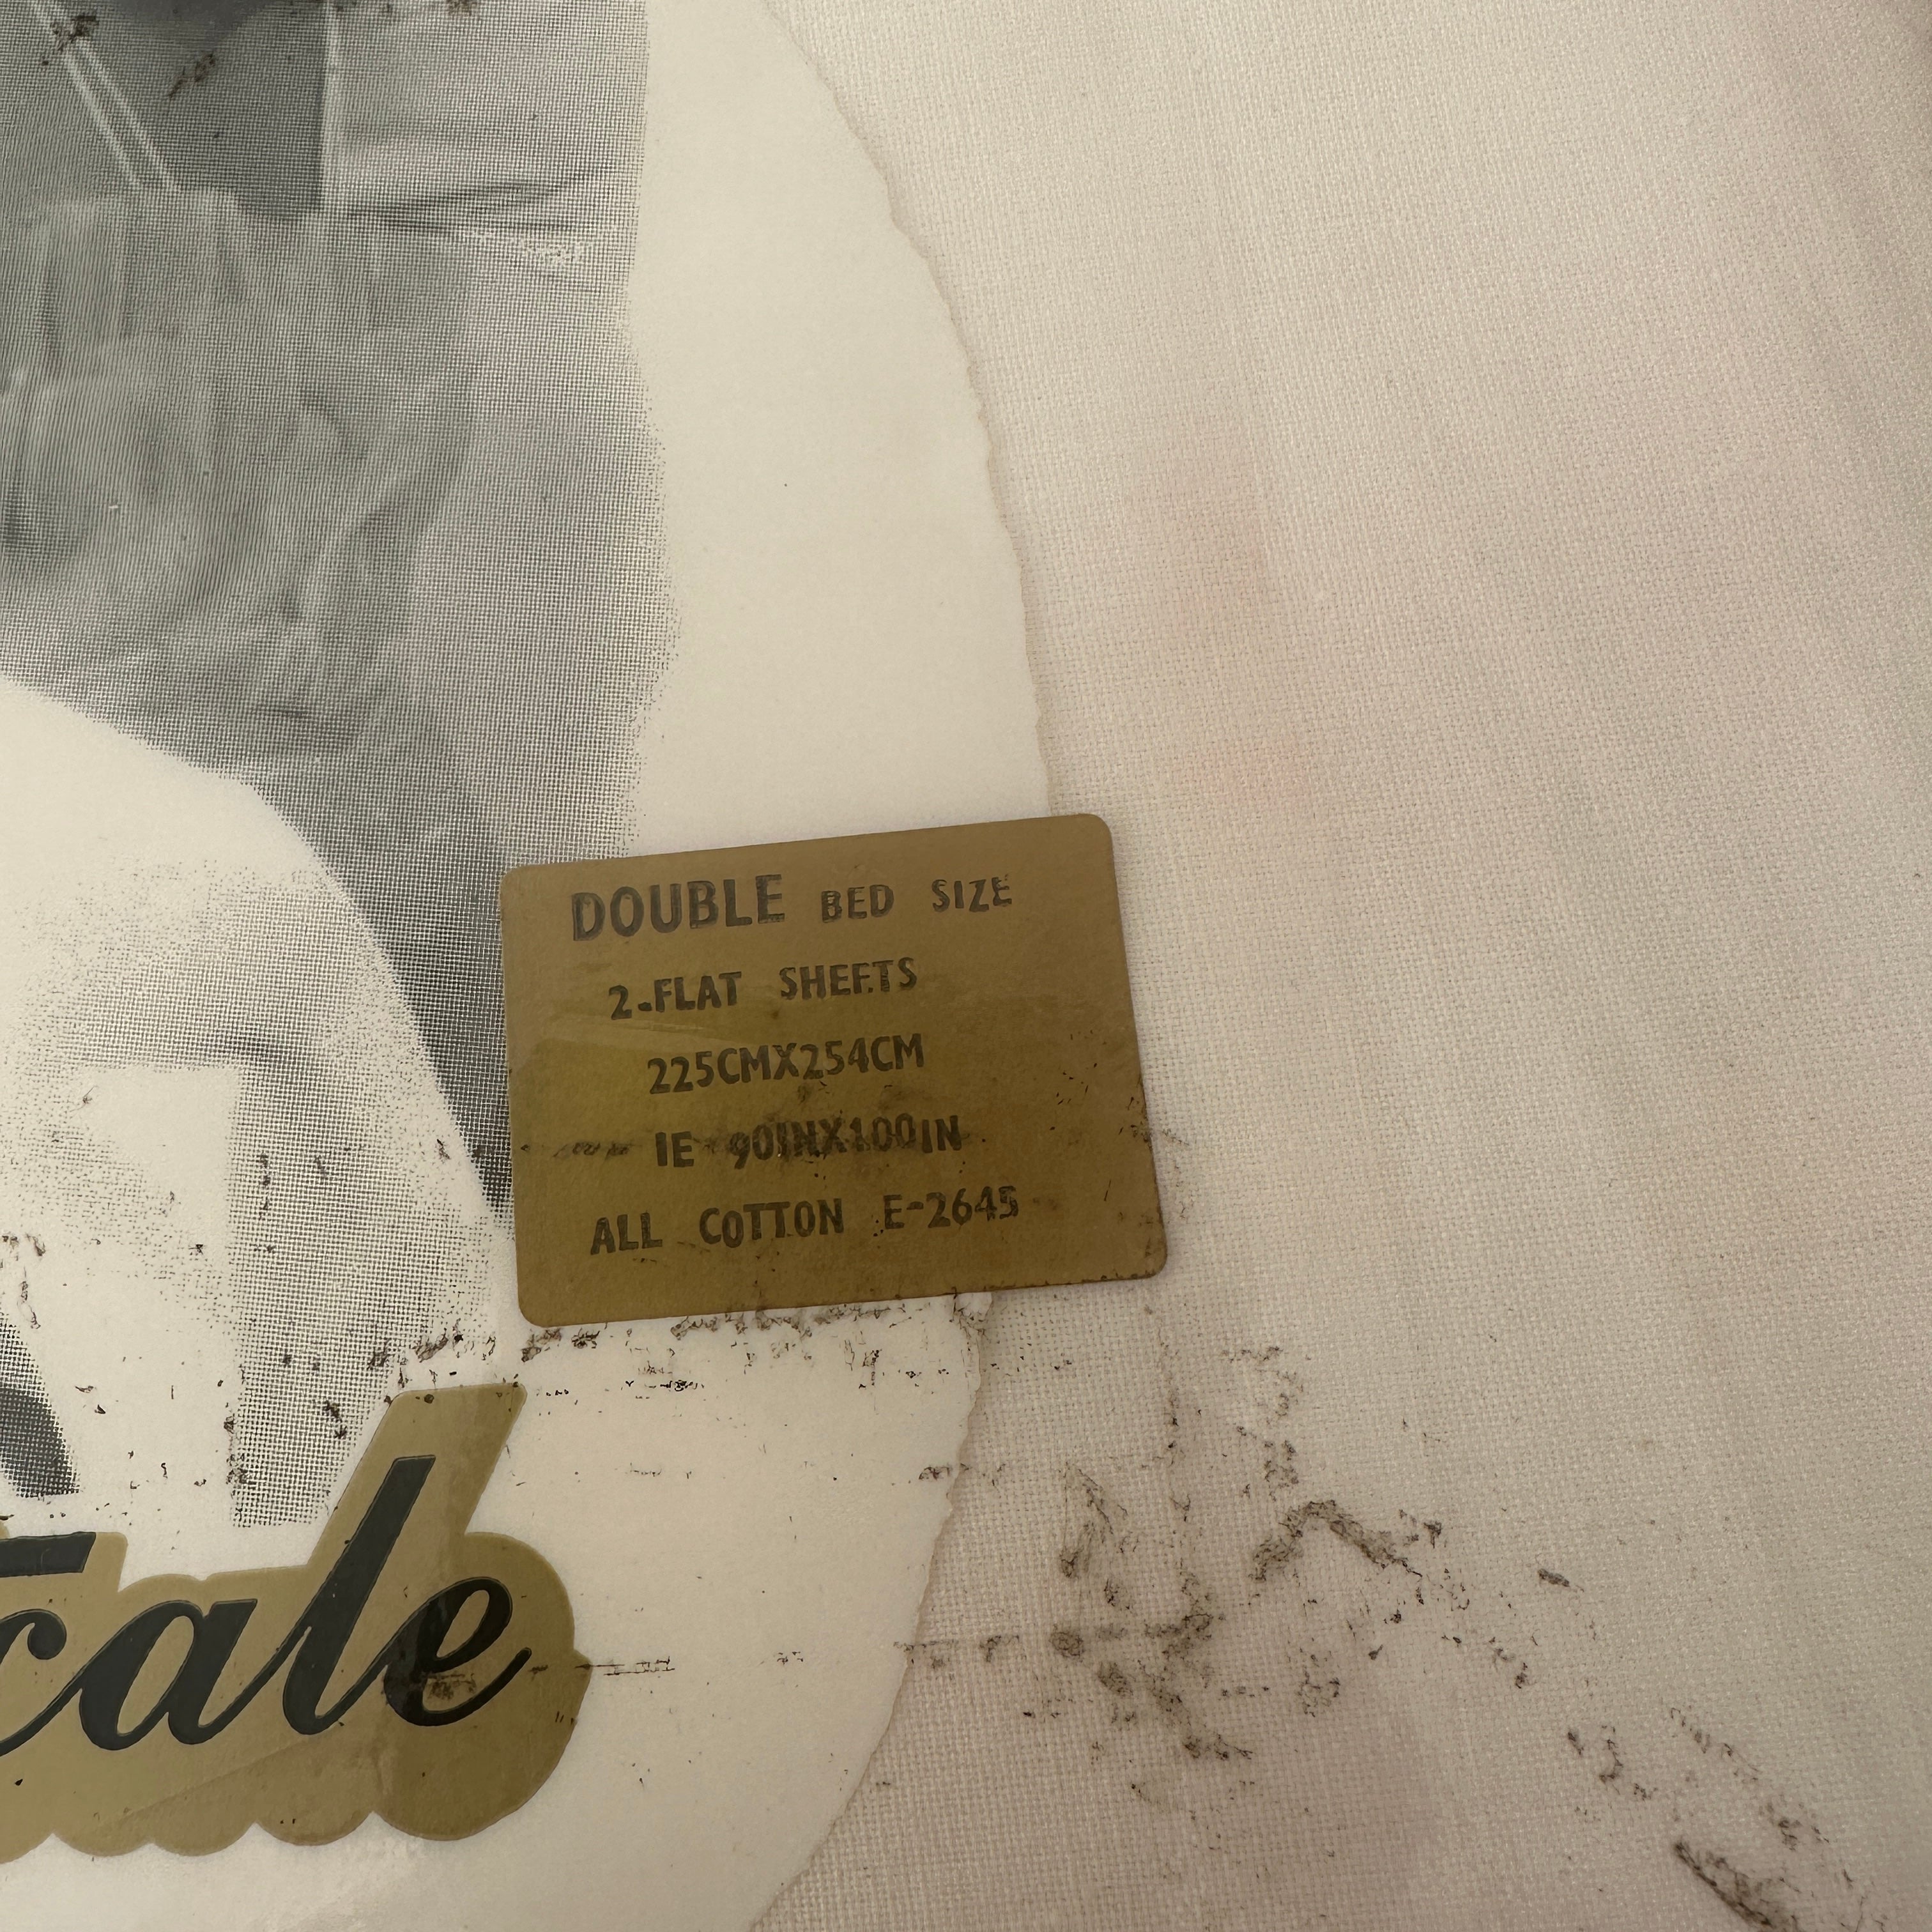 DOUBLE BED SIZE
2-FLAT SHEETS
225CMX254CM
IE 90INX100IN
ALL COTTON E-2645
cale